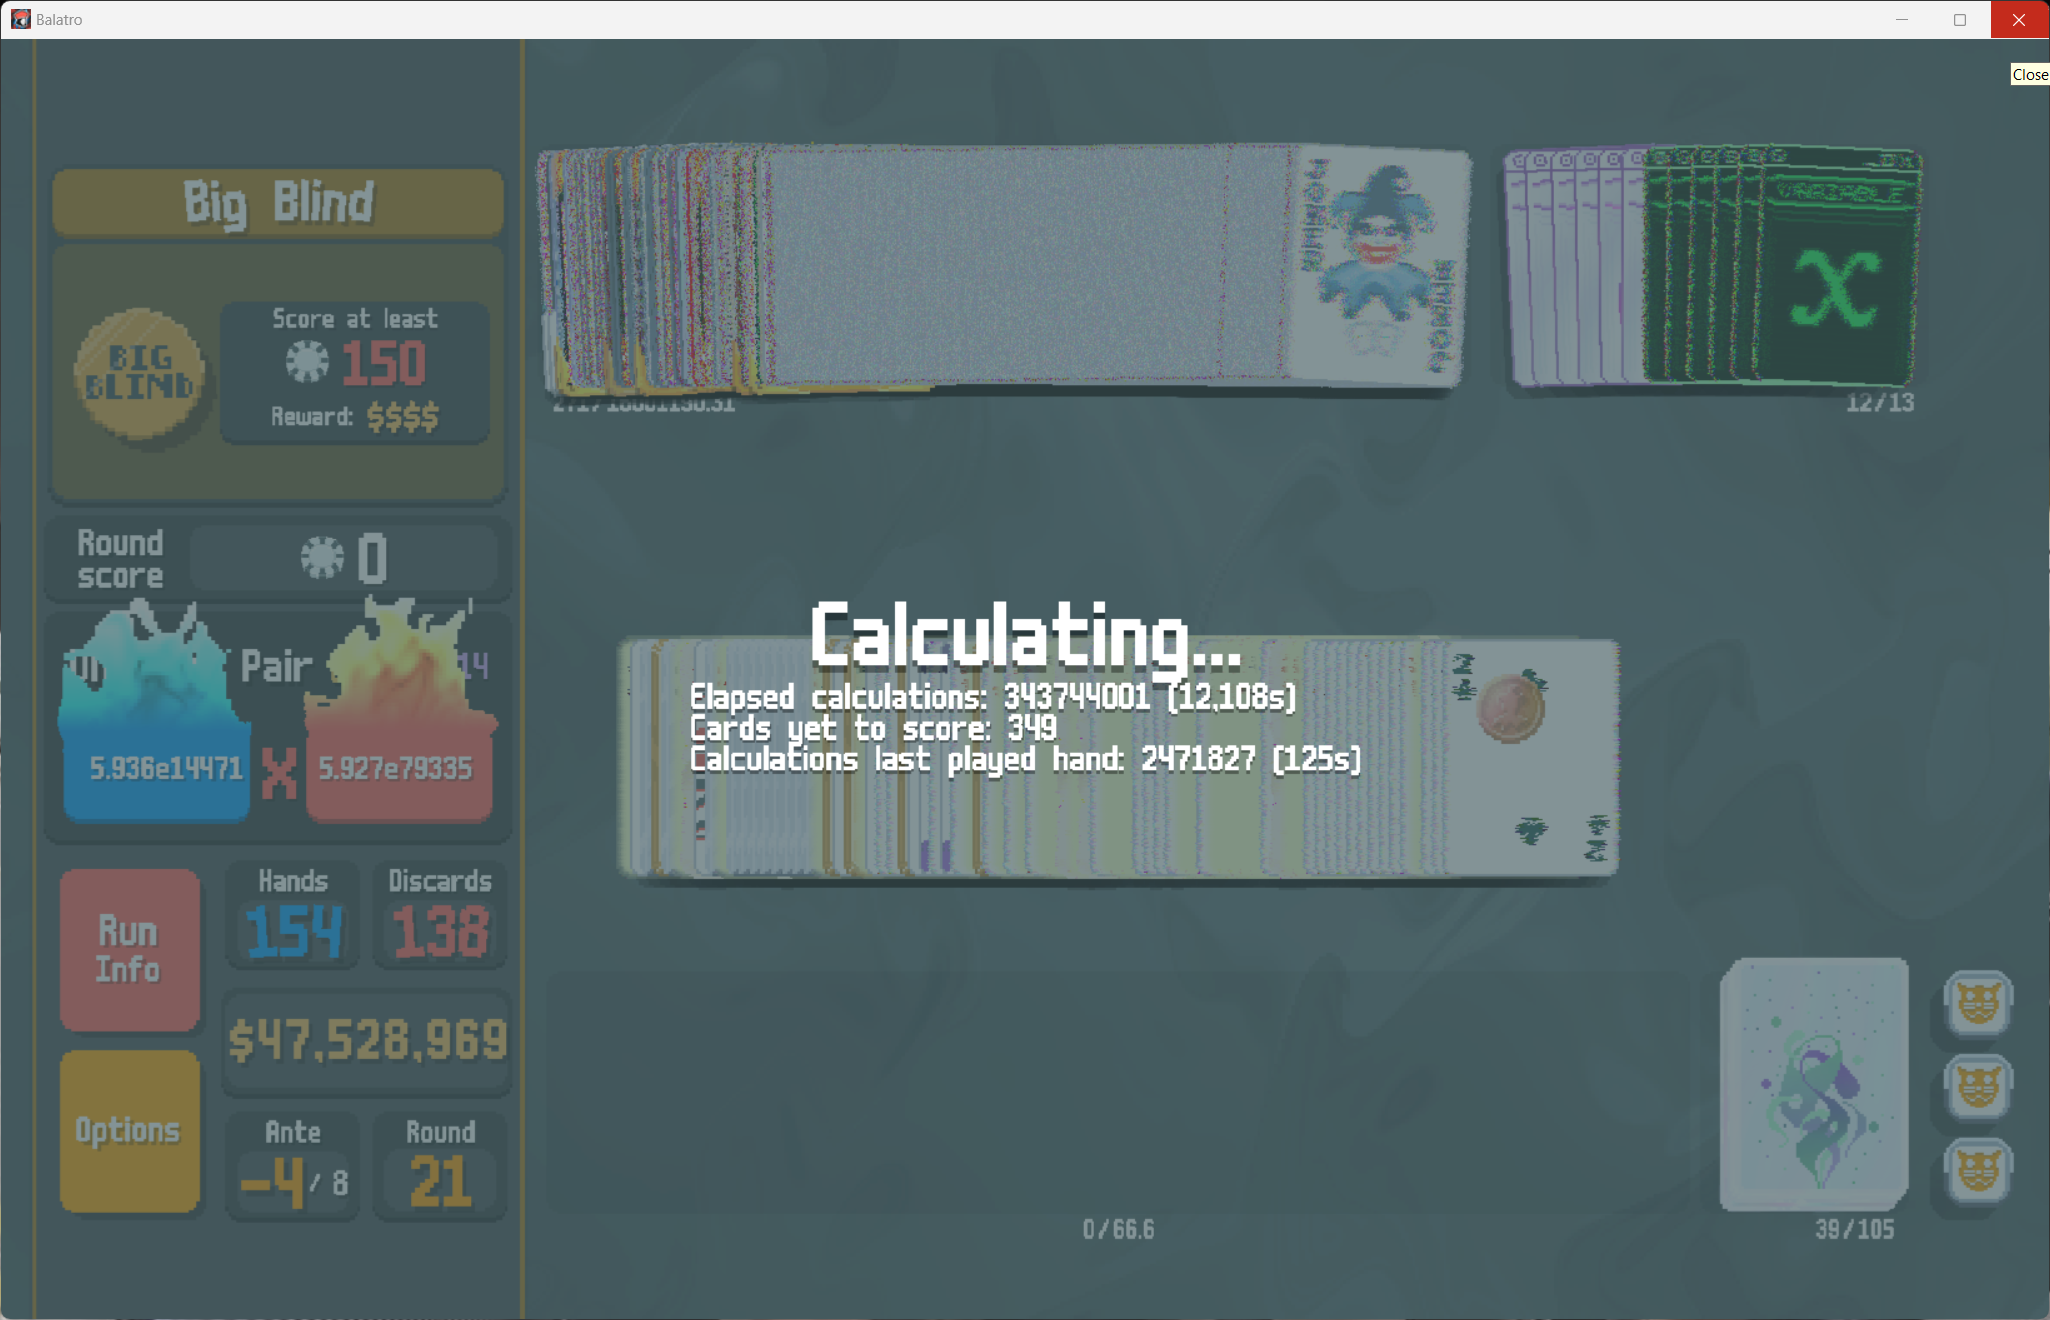 Balatro
Close
Big Blind
BIG
BLIND
Score at least
150
Reward: $$$$
Round
score
0
Pair
14
5.936e14471 X 5.927e79335
Run
Info
Hands
154
Discards
138
$47,528,969
Options
Ante
-4/ 8
Round
21
12/13
VARIABLE
X
Calculating...
Elapsed calculations: 343744001 (12,108s)
Cards yet to score: 349
Calculations last played hand: 2471827 (125s)
2
2
0/66.6
39/105